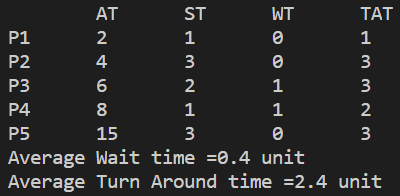 AT ST WT TAT
P1 2 1 0 1
P2 4 3 0 3
P3 6 2 1 3
P4 8 1 1 2
P5 15 3 0 3
Average Wait time =0.4 unit
Average Turn Around time =2.4 unit